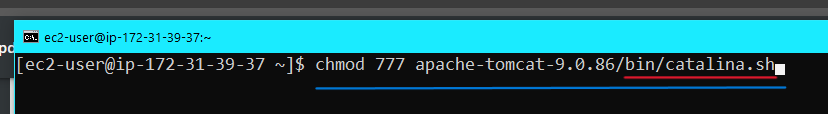 pd
ec2-user@ip-172-31-39-37:~
[ec2-user@ip-172-31-39-37 ~]$ chmod 777 apache-tomcat-9.0.86/bin/catalina.sh